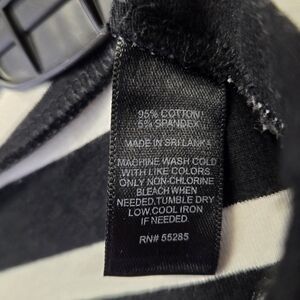 95% COTTON
5% SPANDEX
MADE IN SRI LANKA
MACHINE WASH COLD
WITH LIKE COLORS
ONLY NON-CHLORINE
BLEACH WHEN
NEEDED.TUMBLE DRY
LOW.COOL IRON
IF NEEDED
RN# 55285